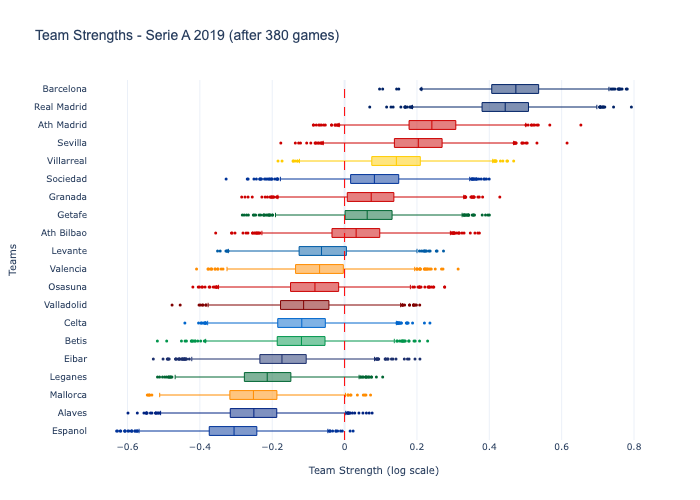 Team Strengths - Serie A 2019 (after 380 games)
Barcelona
Real Madrid
Ath Madrid
Sevilla
Villarreal
Sociedad
Granada
Getafe
Ath Bilbao
Levante
Valencia
Osasuna
Valladolid
Celta
Betis
Eibar
Leganes
Mallorca
Alaves
Espanol
Teams
−0.6 −0.4 −0.2 0 0.2 0.4 0.6 0.8
Team Strength (log scale)